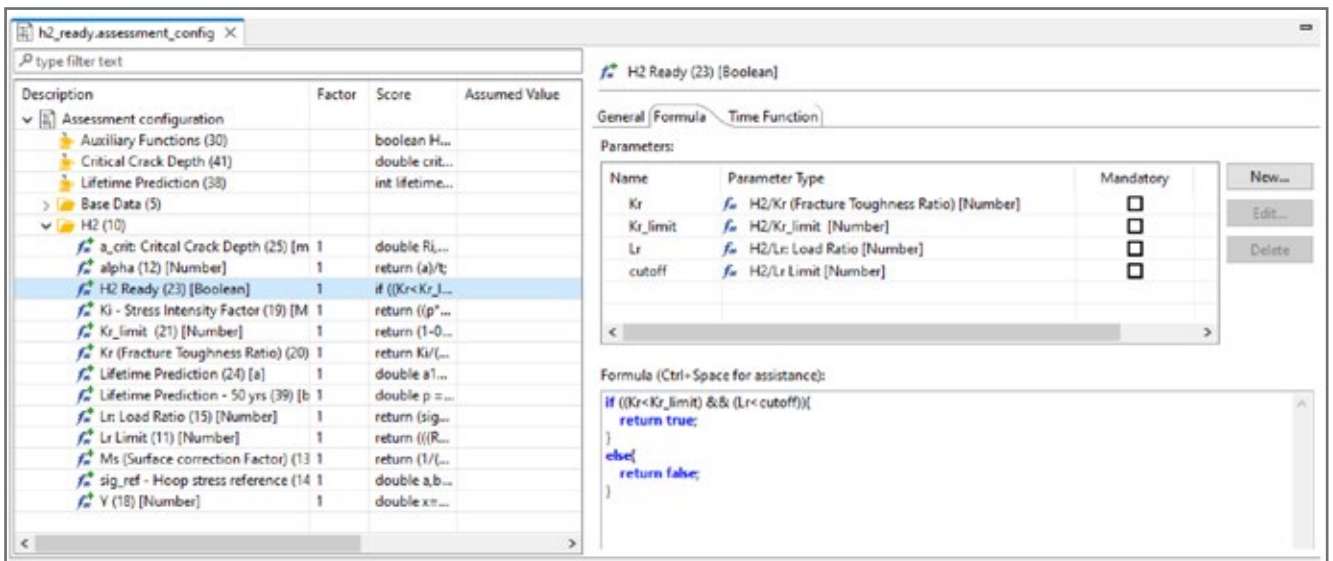 h2_ready.assessment_config
type filter text
Description Factor Score Assumed Value
Assessment configuration
Auxiliary Functions (30) boolean H...
Critical Crack Depth (41) double crit...
Lifetime Prediction (38) int lifetime...
Base Data (5)
H2 (10)
a_crit: Critcal Crack Depth (25) [m 1 double Ri,...
alpha (12) [Number] 1 return (a)/t;
H2 Ready (23) [Boolean] 1 if ((Kr<Kr_l...
Ki - Stress Intensity Factor (19) [M 1 return ((p*...
Kr_limit (21) [Number] 1 return (1-0...
Kr (Fracture Toughness Ratio) (20) 1 return Ki/(...
Lifetime Prediction (24) [a] 1 double a1...
Lifetime Prediction - 50 yrs (39) [b 1 double p =...
Lr: Load Ratio (15) [Number] 1 return (sig...
Lr Limit (11) [Number] 1 return (((R...
Ms (Surface correction Factor) (13 1 return (1/(...
sig_ref - Hoop stress reference (14 1 double a,b...
Y (18) [Number] 1 double x=...
H2 Ready (23) [Boolean]
General Formula Time Function
Parameters:
Name Parameter Type Mandatory
Kr H2/Kr (Fracture Toughness Ratio) [Number]
Kr_limit H2/Kr_limit [Number]
Lr H2/Lr: Load Ratio [Number]
cutoff H2/Lr Limit [Number]
New...
Edit...
Delete
Formula (Ctrl+Space for assistance):
if ((Kr<Kr_limit) && (Lr<cutoff)){
return true;
}
else{
return false;
}